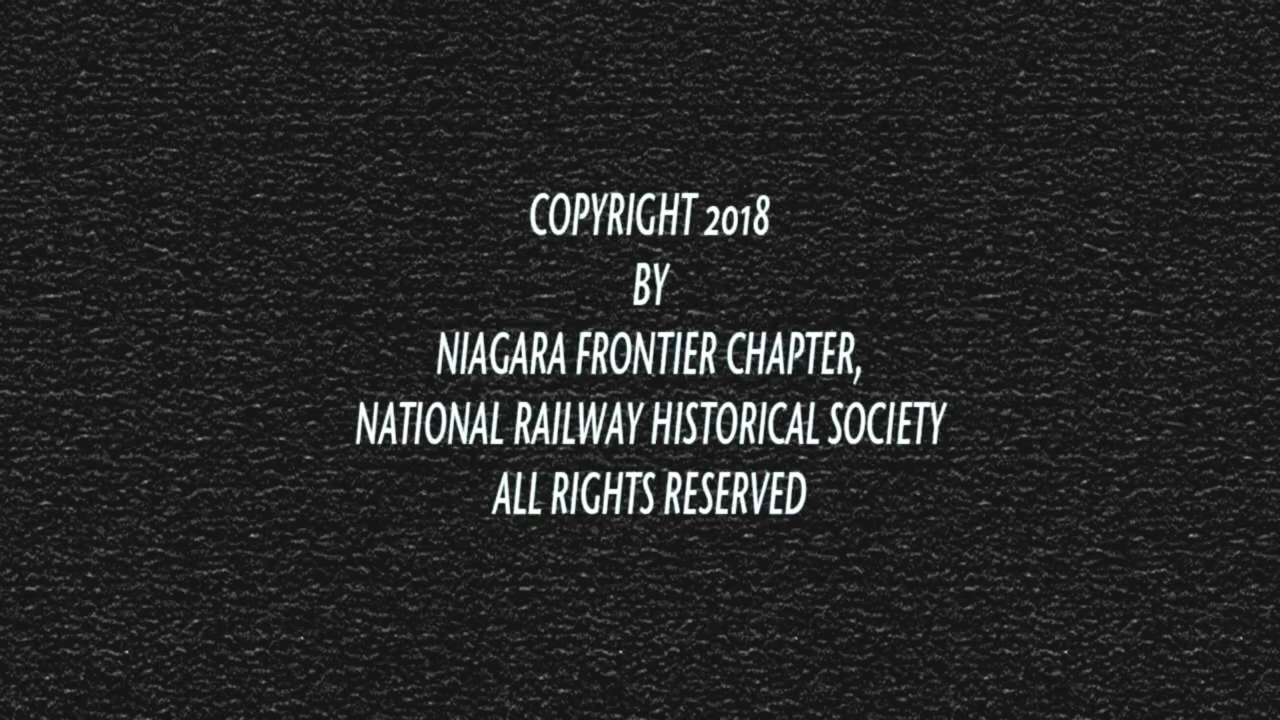 COPYRIGHT 2018
BY
NIAGARA FRONTIER CHAPTER,
NATIONAL RAILWAY HISTORICAL SOCIETY
ALL RIGHTS RESERVED